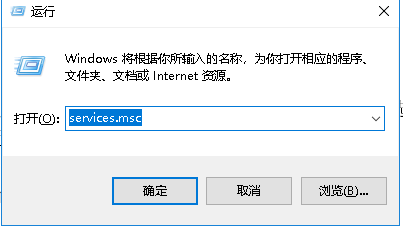 运行
Windows 将根据你所输入的名称，为你打开相应的程序、
文件夹、文档或 Internet 资源。
打开(O): services.msc
确定 取消 浏览(B)...